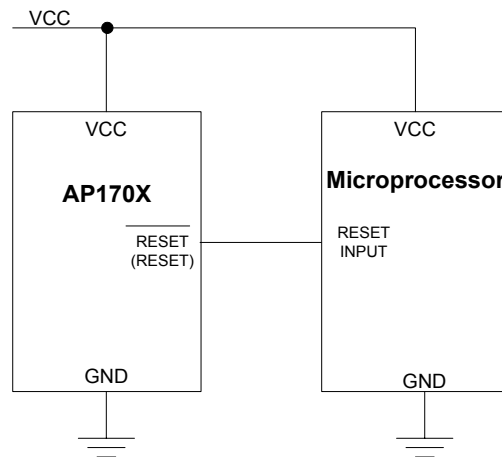 VCC
VCC
VCC
AP170X
Microprocessor
RESET
(RESET)
RESET
INPUT
GND
GND